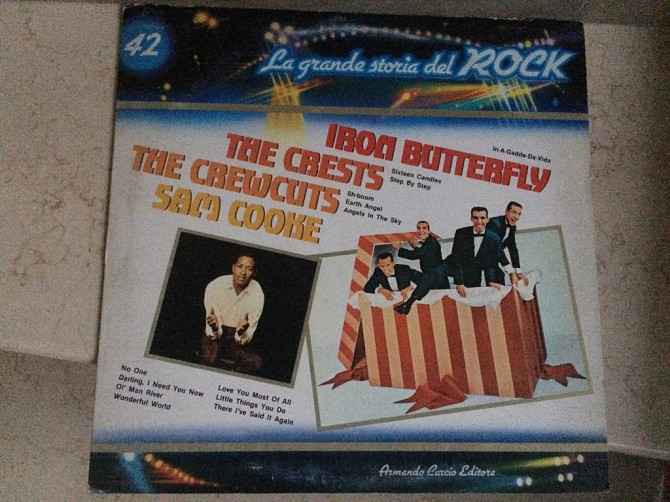 42
La grande storia del ROCK
IRON BUTTERFLY
In-A-Gadda-Da-Vida
THE CRESTS
Sixteen Candles
Step By Step
THE CREWCUTS
Sh-boom
Earth Angel
Angels In The Sky
SAM COOKE
No One
Darling, I Need You Now
Ol' Man River
Wonderful World
Love You Most Of All
Little Things You Do
There I've Said It Again
Armando Curcio Editore